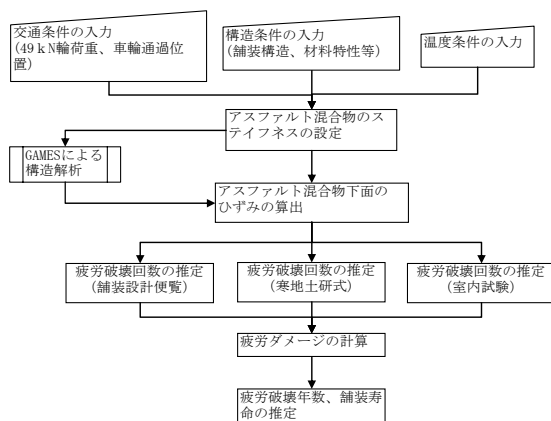 交通条件の入力
(49kN輪荷重、車輪通過位
置)
構造条件の入力
(舗装構造、材料特性等)
温度条件の入力
アスファルト混合物のス
テイフネスの設定
GAMESによる
構造解析
アスファルト混合物下面の
ひずみの算出
疲労破壊回数の推定
(舗装設計便覧)
疲労破壊回数の推定
(寒地土研式)
疲労破壊回数の推定
(室内試験)
疲労ダメージの計算
疲労破壊年数、舗装寿
命の推定